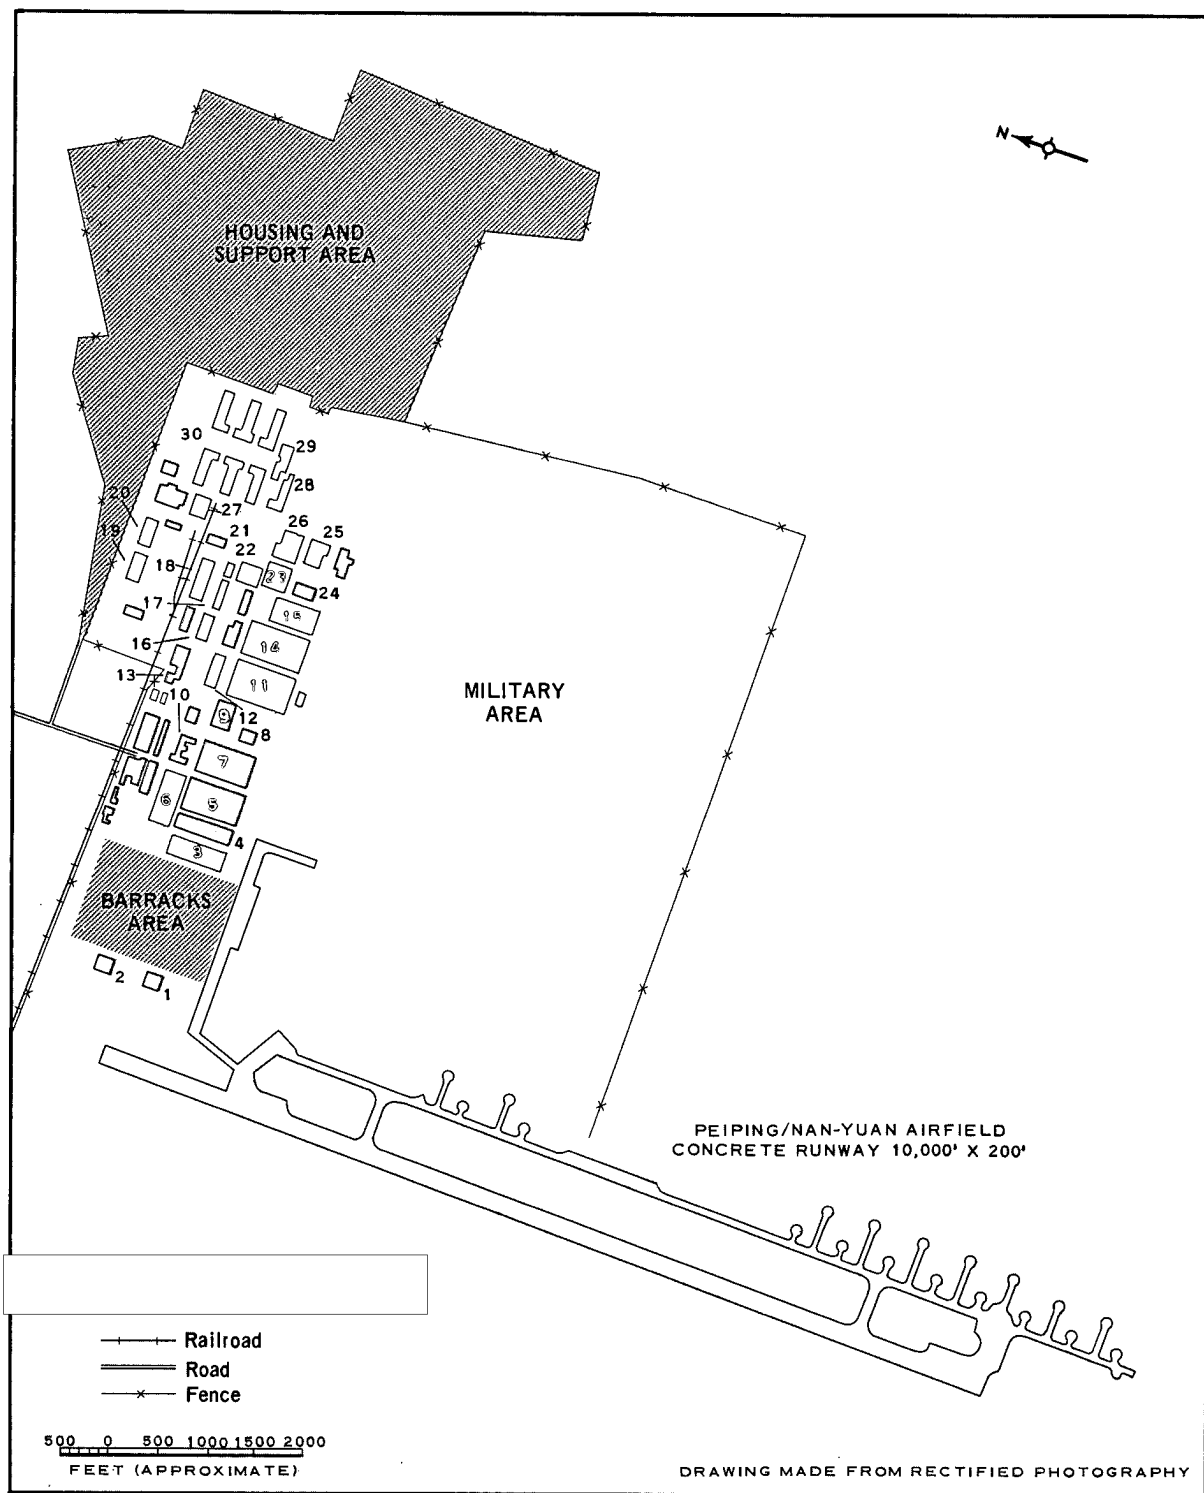 N
HOUSING AND
SUPPORT AREA
30
29
28
20
27
26
25
19
21
22
18
23
24
17
15
16
14
13
11
10
9
12
8
7
6
5
4
3
MILITARY
AREA
BARRACKS
AREA
2
1
PEIPING/NAN-YUAN AIRFIELD
CONCRETE RUNWAY 10,000' X 200'
Railroad
Road
Fence
500 0 500 1000 1500 2000
FEET (APPROXIMATE)
DRAWING MADE FROM RECTIFIED PHOTOGRAPHY